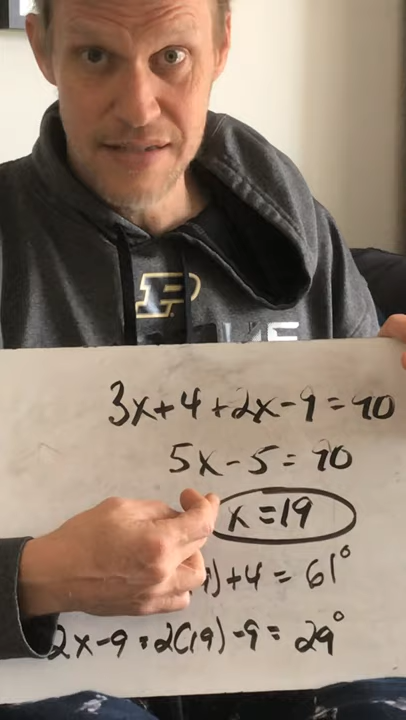 P
3x+4+2x-9=90
5x-5=90
x=19
)+4=61°
2x-9=2(19)-9=29°